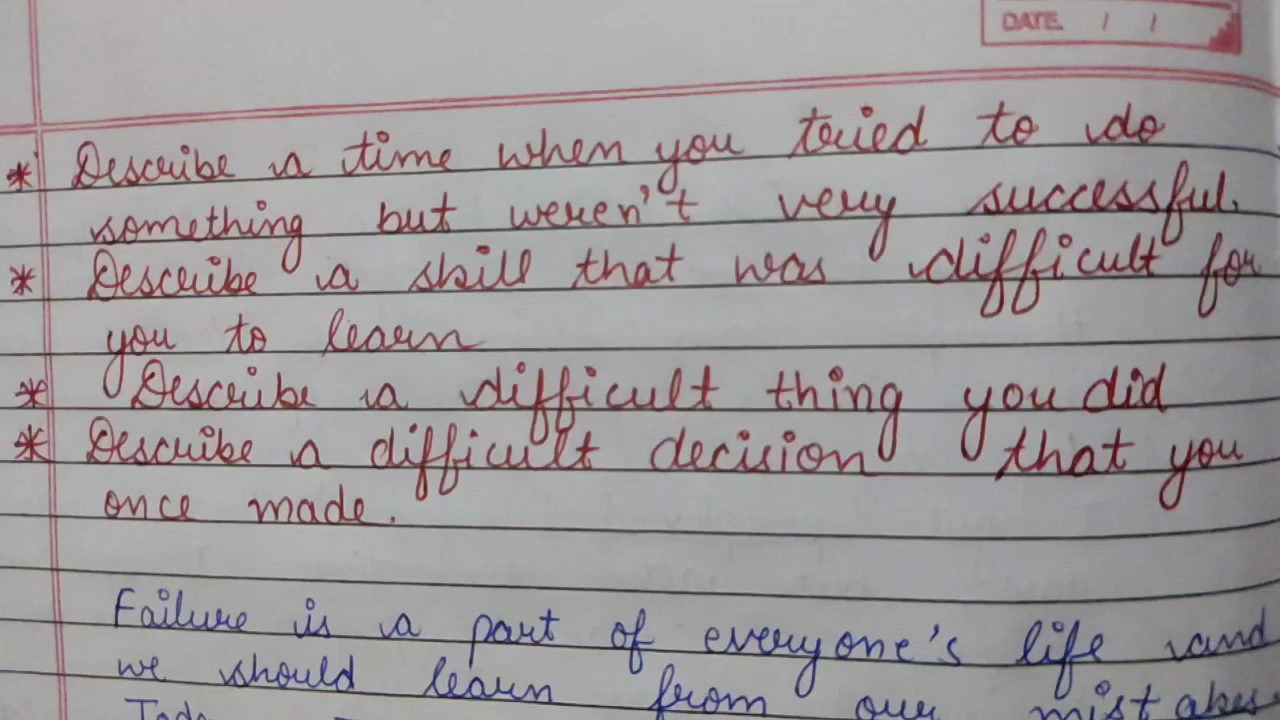 DATE / /
* Describe a time when you tried to do
something but weren't very successful.
* Describe a skill that was difficult for
you to learn
* Describe a difficult thing you did
* Describe a difficult decision that you
once made.
Failure is a part of everyone's life and
we should learn from our mistakes